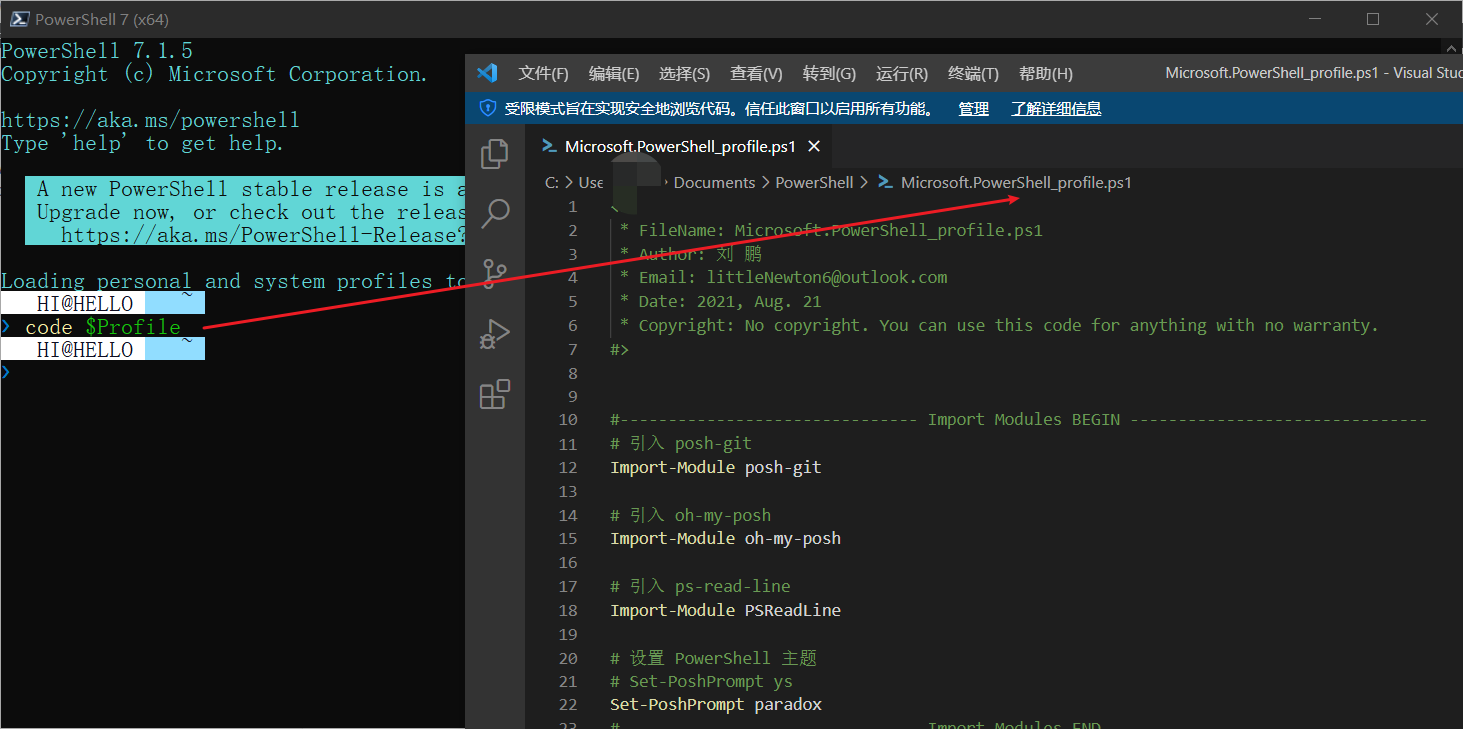 PowerShell 7 (x64)
PowerShell 7.1.5
Copyright (c) Microsoft Corporation.
https://aka.ms/powershell
Type 'help' to get help.
A new PowerShell stable release is a
Upgrade now, or check out the releas
https://aka.ms/PowerShell-Release?
Loading personal and system profiles to
HI@HELLO ~
❯ code $Profile
HI@HELLO ~
❯
文件(F) 编辑(E) 选择(S) 查看(V) 转到(G) 运行(R) 终端(T) 帮助(H) Microsoft.PowerShell_profile.ps1 - Visual Stud
受限模式旨在实现安全地浏览代码。信任此窗口以启用所有功能。 管理 了解详细信息
Microsoft.PowerShell_profile.ps1
C: > Use > Documents > PowerShell > Microsoft.PowerShell_profile.ps1
1
2 * FileName: Microsoft.PowerShell_profile.ps1
3 * Author: 刘 鹏
4 * Email: littleNewton6@outlook.com
5 * Date: 2021, Aug. 21
6 * Copyright: No copyright. You can use this code for anything with no warranty.
7 #>
8
9
10 #------------------------------- Import Modules BEGIN -------------------------------
11 # 引入 posh-git
12 Import-Module posh-git
13
14 # 引入 oh-my-posh
15 Import-Module oh-my-posh
16
17 # 引入 ps-read-line
18 Import-Module PSReadLine
19
20 # 设置 PowerShell 主题
21 # Set-PoshPrompt ys
22 Set-PoshPrompt paradox
23 #------------------------------- Import Modules END